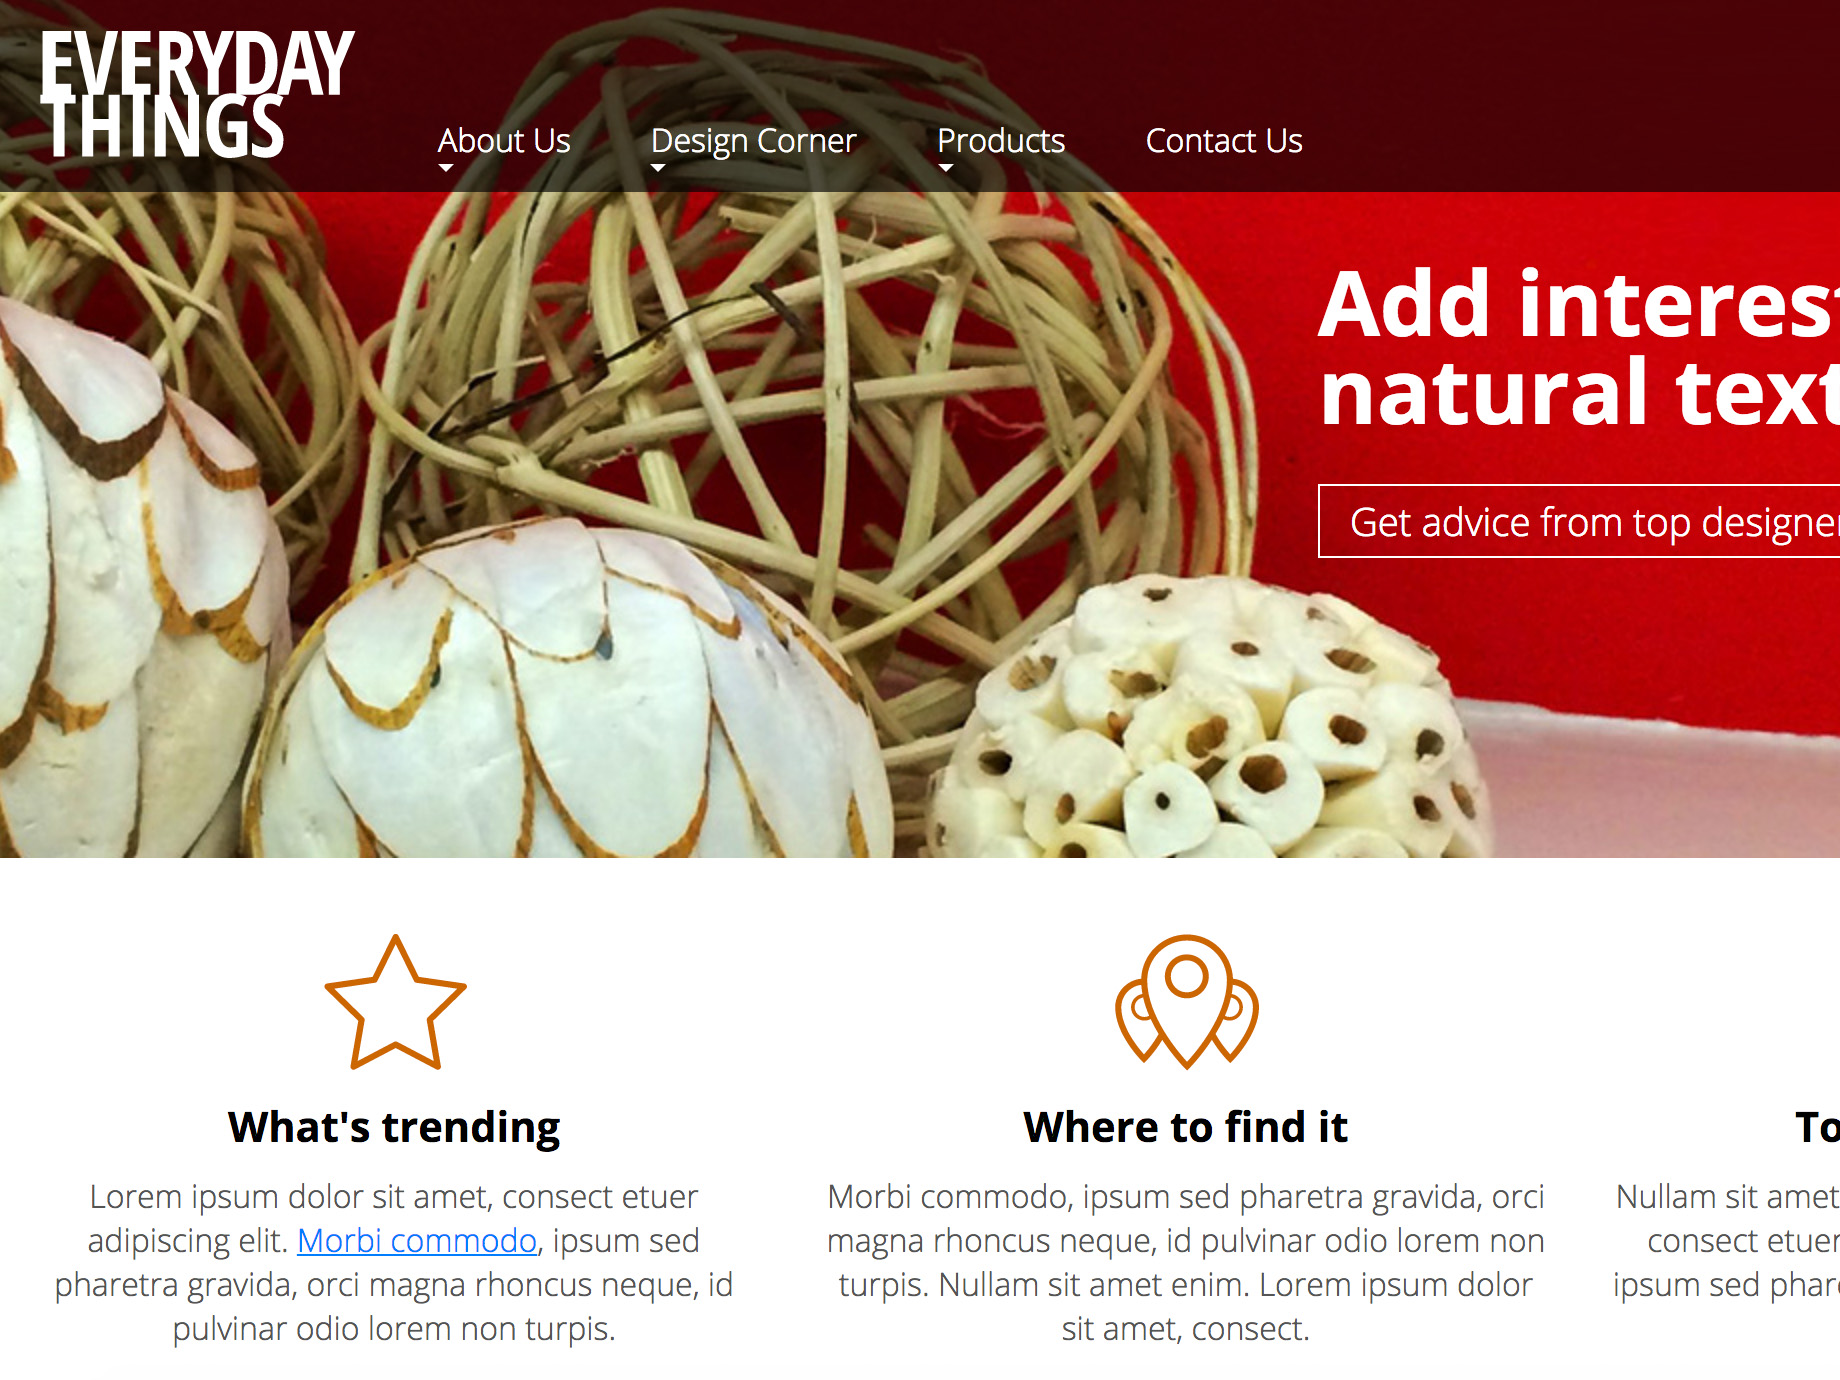 EVERYDAY
THINGS
About Us
Design Corner
Products
Contact Us
Add interes
natural text
Get advice from top designer
What's trending
Lorem ipsum dolor sit amet, consect etuer
adipiscing elit. Morbi commodo, ipsum sed
pharetra gravida, orci magna rhoncus neque, id
pulvinar odio lorem non turpis.
Where to find it
Morbi commodo, ipsum sed pharetra gravida, orci
magna rhoncus neque, id pulvinar odio lorem non
turpis. Nullam sit amet enim. Lorem ipsum dolor
sit amet, consect.
To
Nullam sit amet
consect etuer
ipsum sed phar